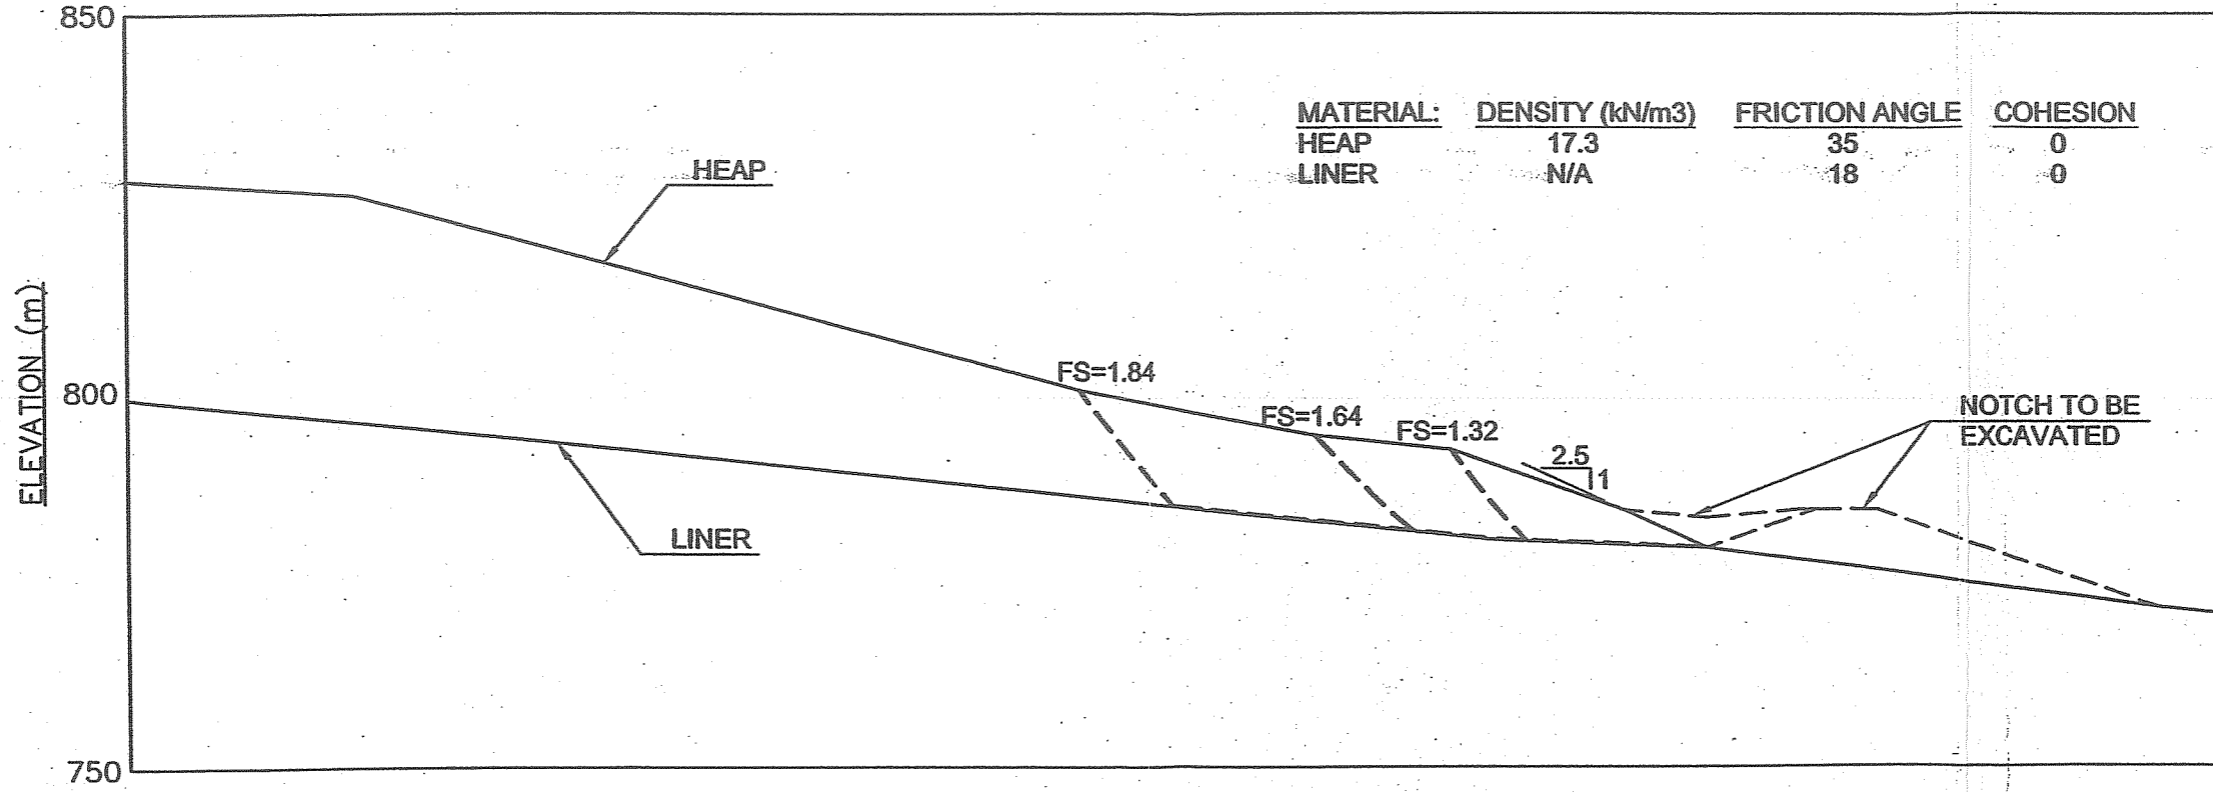 850
MATERIAL: DENSITY (kN/m3) FRICTION ANGLE COHESION
HEAP 17.3 35 0
LINER N/A 18 0
HEAP
ELEVATION (m)
FS=1.84
800
FS=1.64
FS=1.32
NOTCH TO BE
EXCAVATED
2.5
1
LINER
750